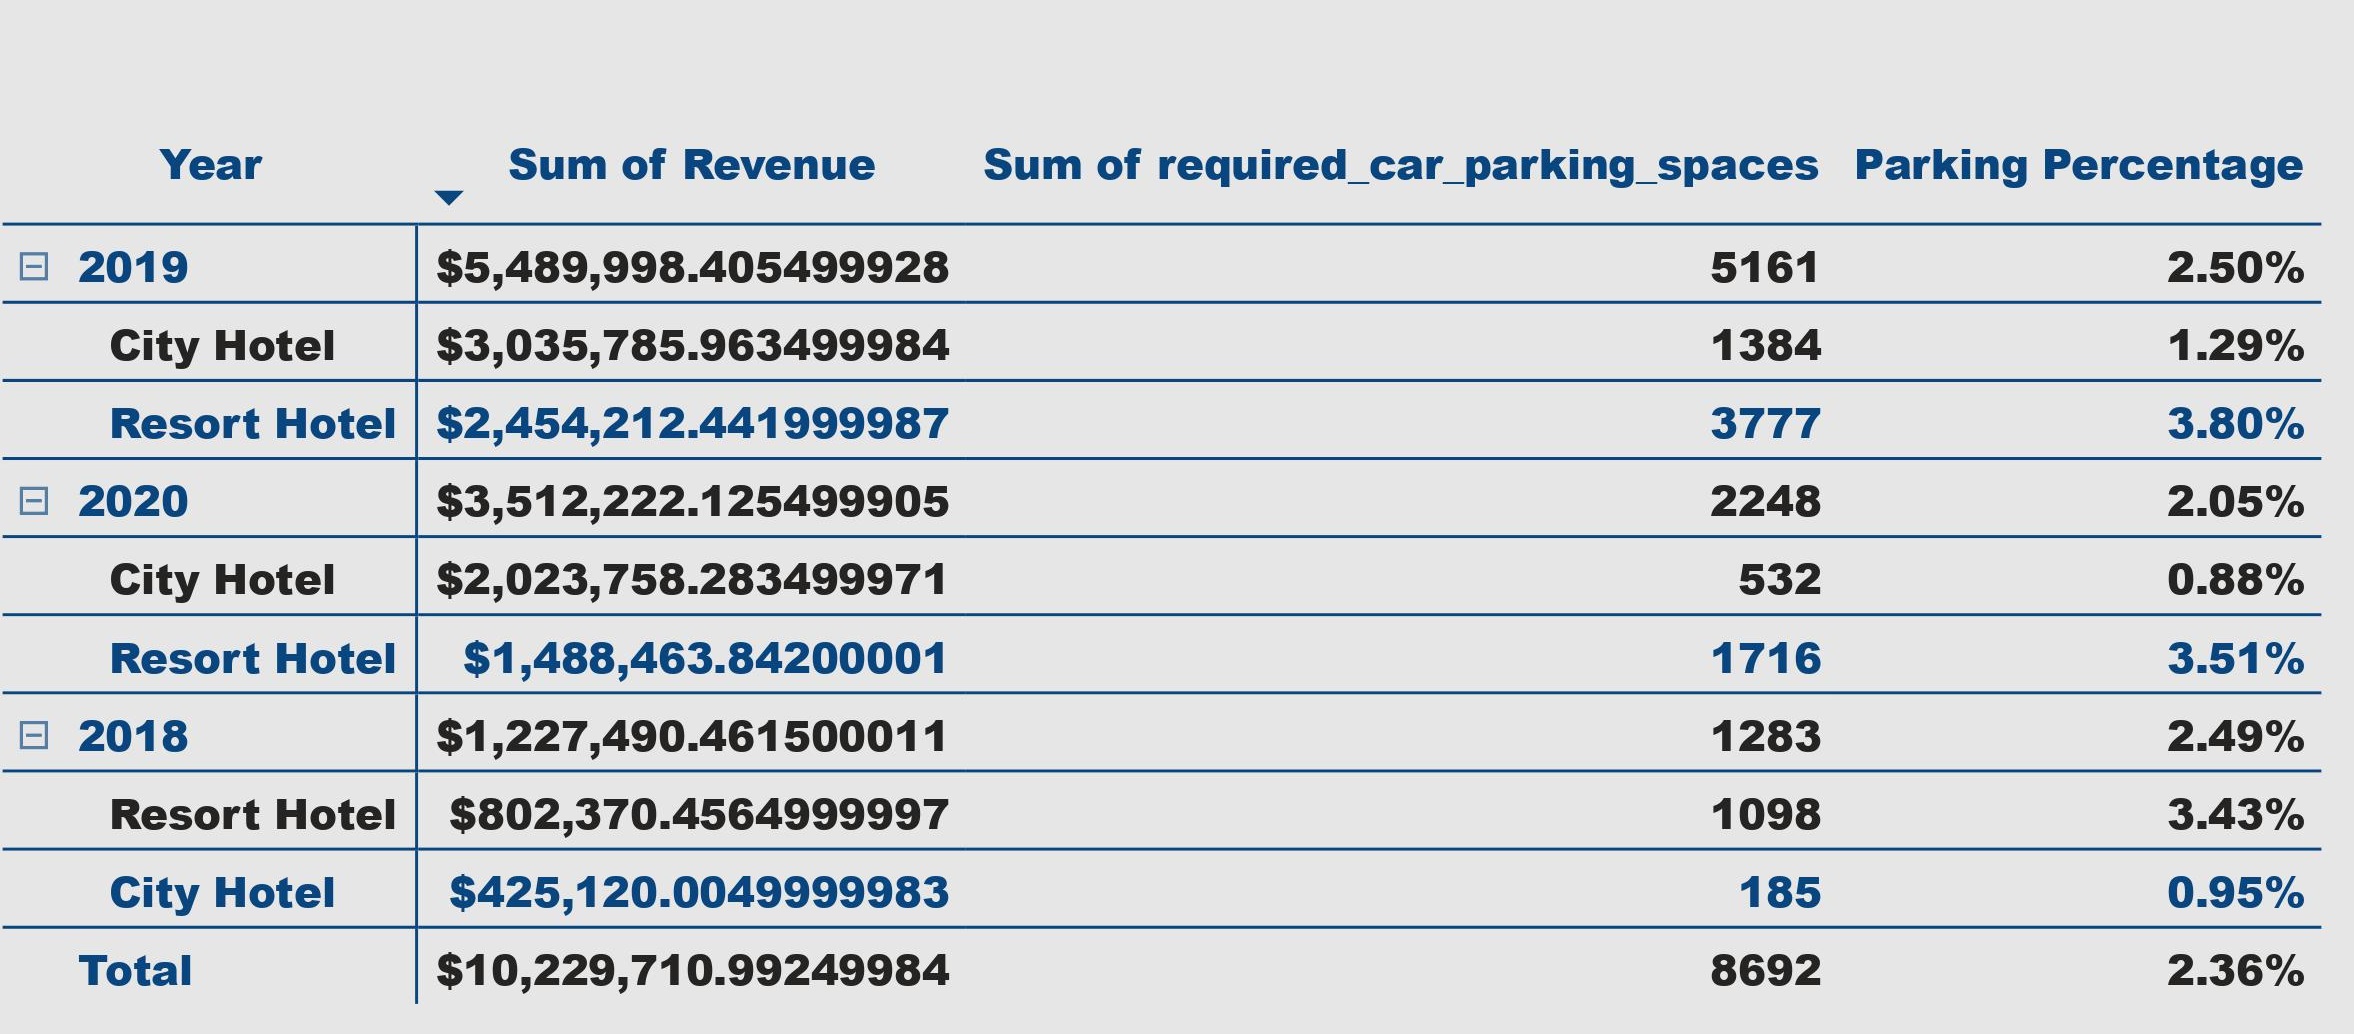 Year Sum of Revenue Sum of required_car_parking_spaces Parking Percentage
2019 $5,489,998.405499928 5161 2.50%
City Hotel $3,035,785.963499984 1384 1.29%
Resort Hotel $2,454,212.441999987 3777 3.80%
2020 $3,512,222.125499905 2248 2.05%
City Hotel $2,023,758.283499971 532 0.88%
Resort Hotel $1,488,463.84200001 1716 3.51%
2018 $1,227,490.461500011 1283 2.49%
Resort Hotel $802,370.4564999997 1098 3.43%
City Hotel $425,120.0049999983 185 0.95%
Total $10,229,710.99249984 8692 2.36%